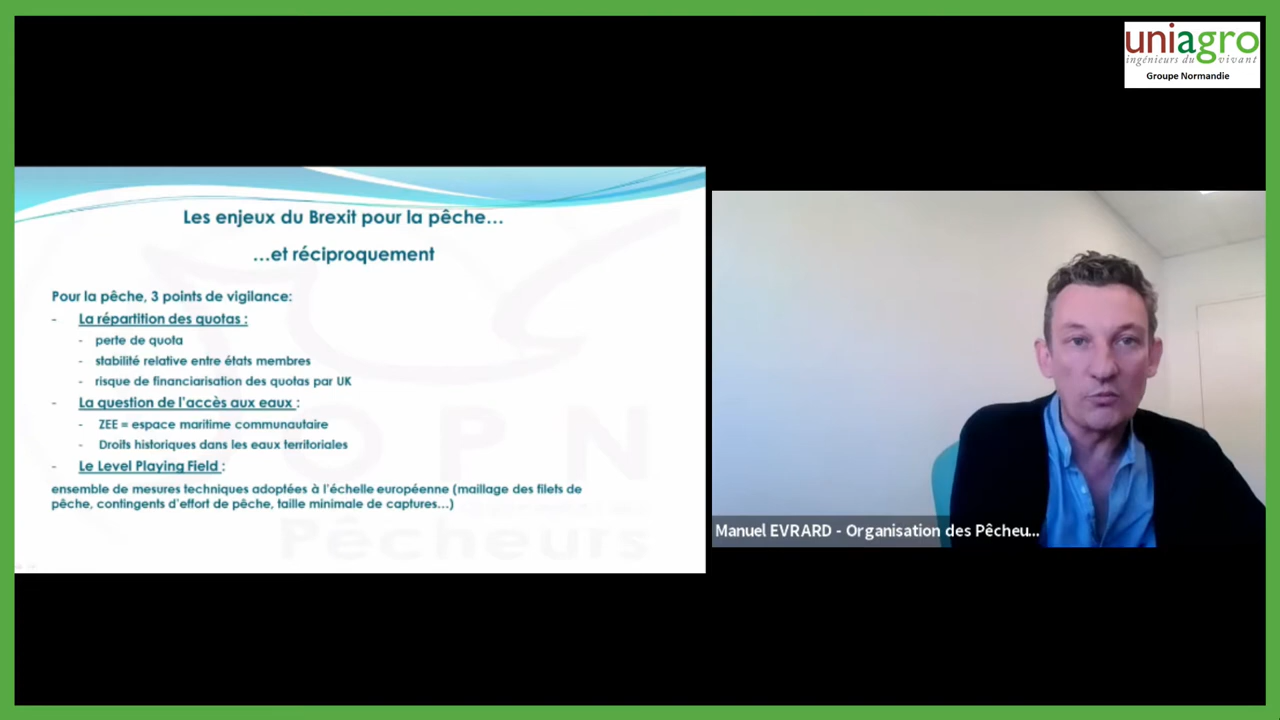 uniagro
ingénieurs du vivant
Groupe Normandie
Les enjeux du Brexit pour la pêche…
…et réciproquement
Pour la pêche, 3 points de vigilance:
- La répartition des quotas :
- perte de quota
- stabilité relative entre états membres
- risque de financiarisation des quotas par UK
- La question de l'accès aux eaux :
- ZEE = espace maritime communautaire
- Droits historiques dans les eaux territoriales
- Le Level Playing Field :
ensemble de mesures techniques adoptées à l'échelle européenne (maillage des filets de
pêche, contingents d'effort de pêche, taille minimale de captures…)
OPN
Pêcheurs
Manuel EVRARD - Organisation des Pêcheu...